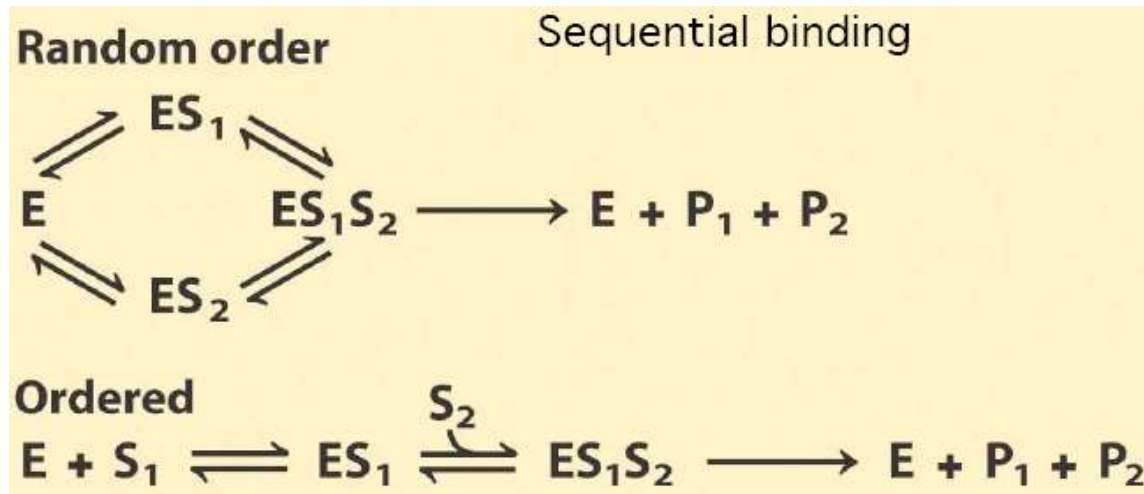 Random order
Sequential binding
ES₁
E
ES₁S₂ → E + P₁ + P₂
ES₂
Ordered
S₂
E + S₁ ⇌ ES₁ ⇌ ES₁S₂ → E + P₁ + P₂